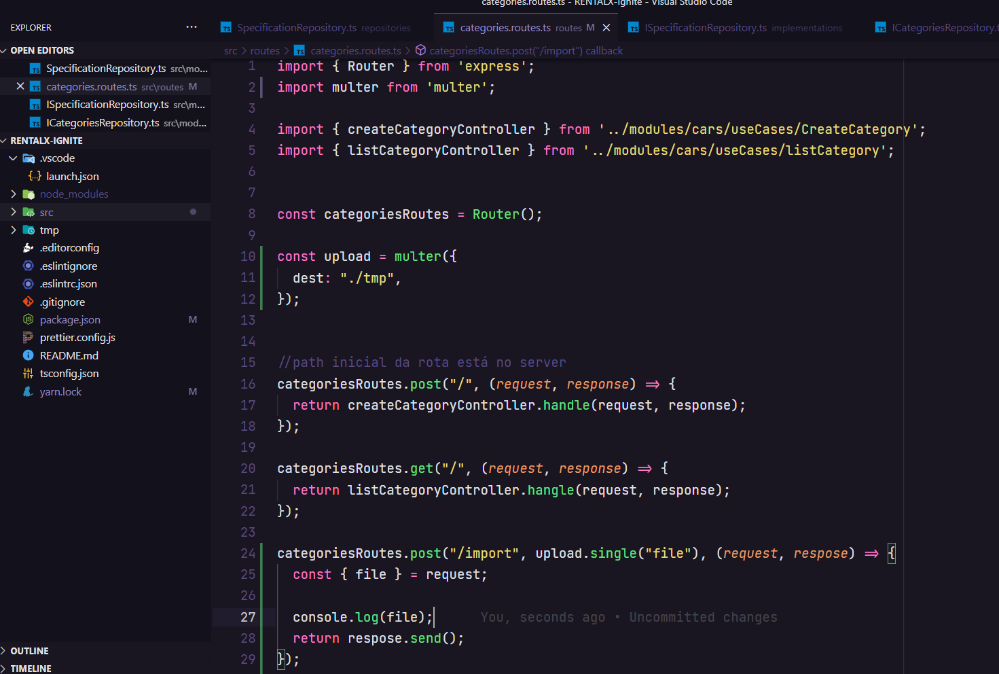 categories.routes.ts - RENTALX-Ignite - Visual Studio Code
EXPLORER
SpecificationRepository.ts repositories
categories.routes.ts routes M
ISpecificationRepository.ts implementations
ICategoriesRepository.t
OPEN EDITORS
SpecificationRepository.ts src\mo...
categories.routes.ts src\routes M
ISpecificationRepository.ts src\m...
ICategoriesRepository.ts src\mod...
RENTALX-IGNITE
.vscode
launch.json
node_modules
src
tmp
.editorconfig
.eslintignore
.eslintrc.json
.gitignore
package.json M
prettier.config.js
README.md
tsconfig.json
yarn.lock M
OUTLINE
TIMELINE
src > routes > TS categories.routes.ts > categoriesRoutes.post("/import") callback
1 import { Router } from 'express';
2 import multer from 'multer';
3
4 import { createCategoryController } from '../modules/cars/useCases/CreateCategory';
5 import { listCategoryController } from '../modules/cars/useCases/listCategory';
6
7
8 const categoriesRoutes = Router();
9
10 const upload = multer({
11 dest: "./tmp",
12 });
13
14
15 //path inicial da rota está no server
16 categoriesRoutes.post("/", (request, response) => {
17 return createCategoryController.handle(request, response);
18 });
19
20 categoriesRoutes.get("/", (request, response) => {
21 return listCategoryController.hangle(request, response);
22 });
23
24 categoriesRoutes.post("/import", upload.single("file"), (request, respose) => {
25 const { file } = request;
26
27 console.log(file); You, seconds ago • Uncommitted changes
28 return respose.send();
29 });